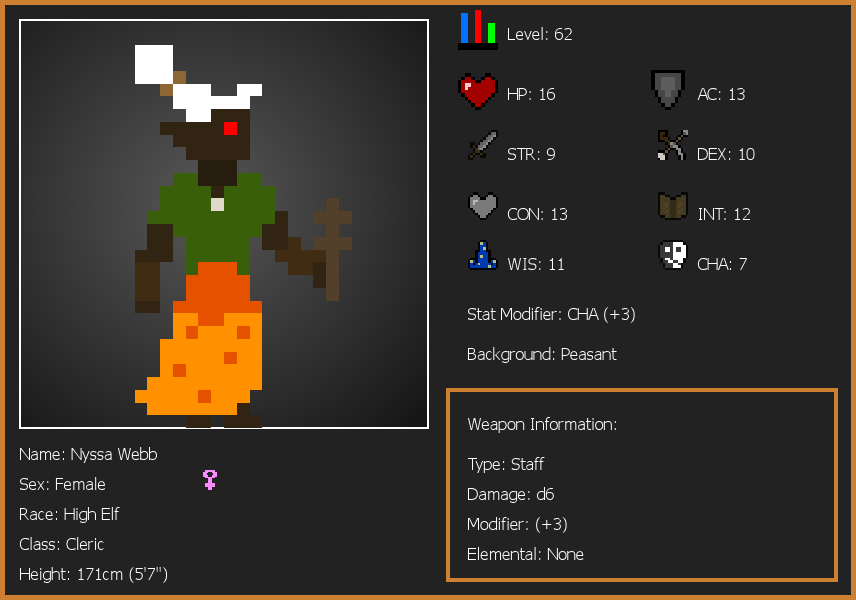 Level: 62
HP: 16
AC: 13
STR: 9
DEX: 10
CON: 13
INT: 12
WIS: 11
CHA: 7
Stat Modifier: CHA (+3)
Background: Peasant
Weapon Information:
Type: Staff
Damage: d6
Modifier: (+3)
Elemental: None
Name: Nyssa Webb
Sex: Female
Race: High Elf
Class: Cleric
Height: 171cm (5'7")